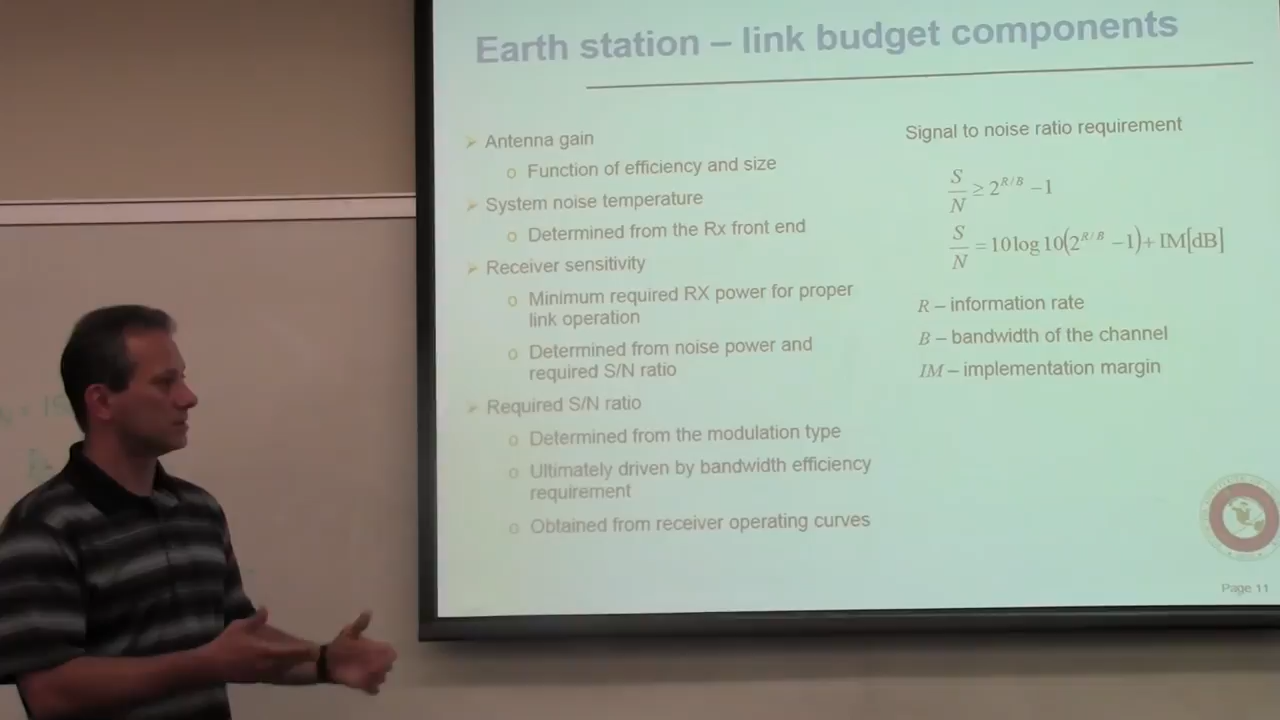 Earth station – link budget components
➢ Antenna gain
o Function of efficiency and size
➢ System noise temperature
o Determined from the Rx front end
➢ Receiver sensitivity
o Minimum required RX power for proper
link operation
o Determined from noise power and
required S/N ratio
➢ Required S/N ratio
o Determined from the modulation type
o Ultimately driven by bandwidth efficiency
requirement
o Obtained from receiver operating curves
Signal to noise ratio requirement
S/N ≥ 2^{R/B} − 1
S/N = 10log10(2^{R/B} − 1) + IM[dB]
R – information rate
B – bandwidth of the channel
IM – implementation margin
Page 11